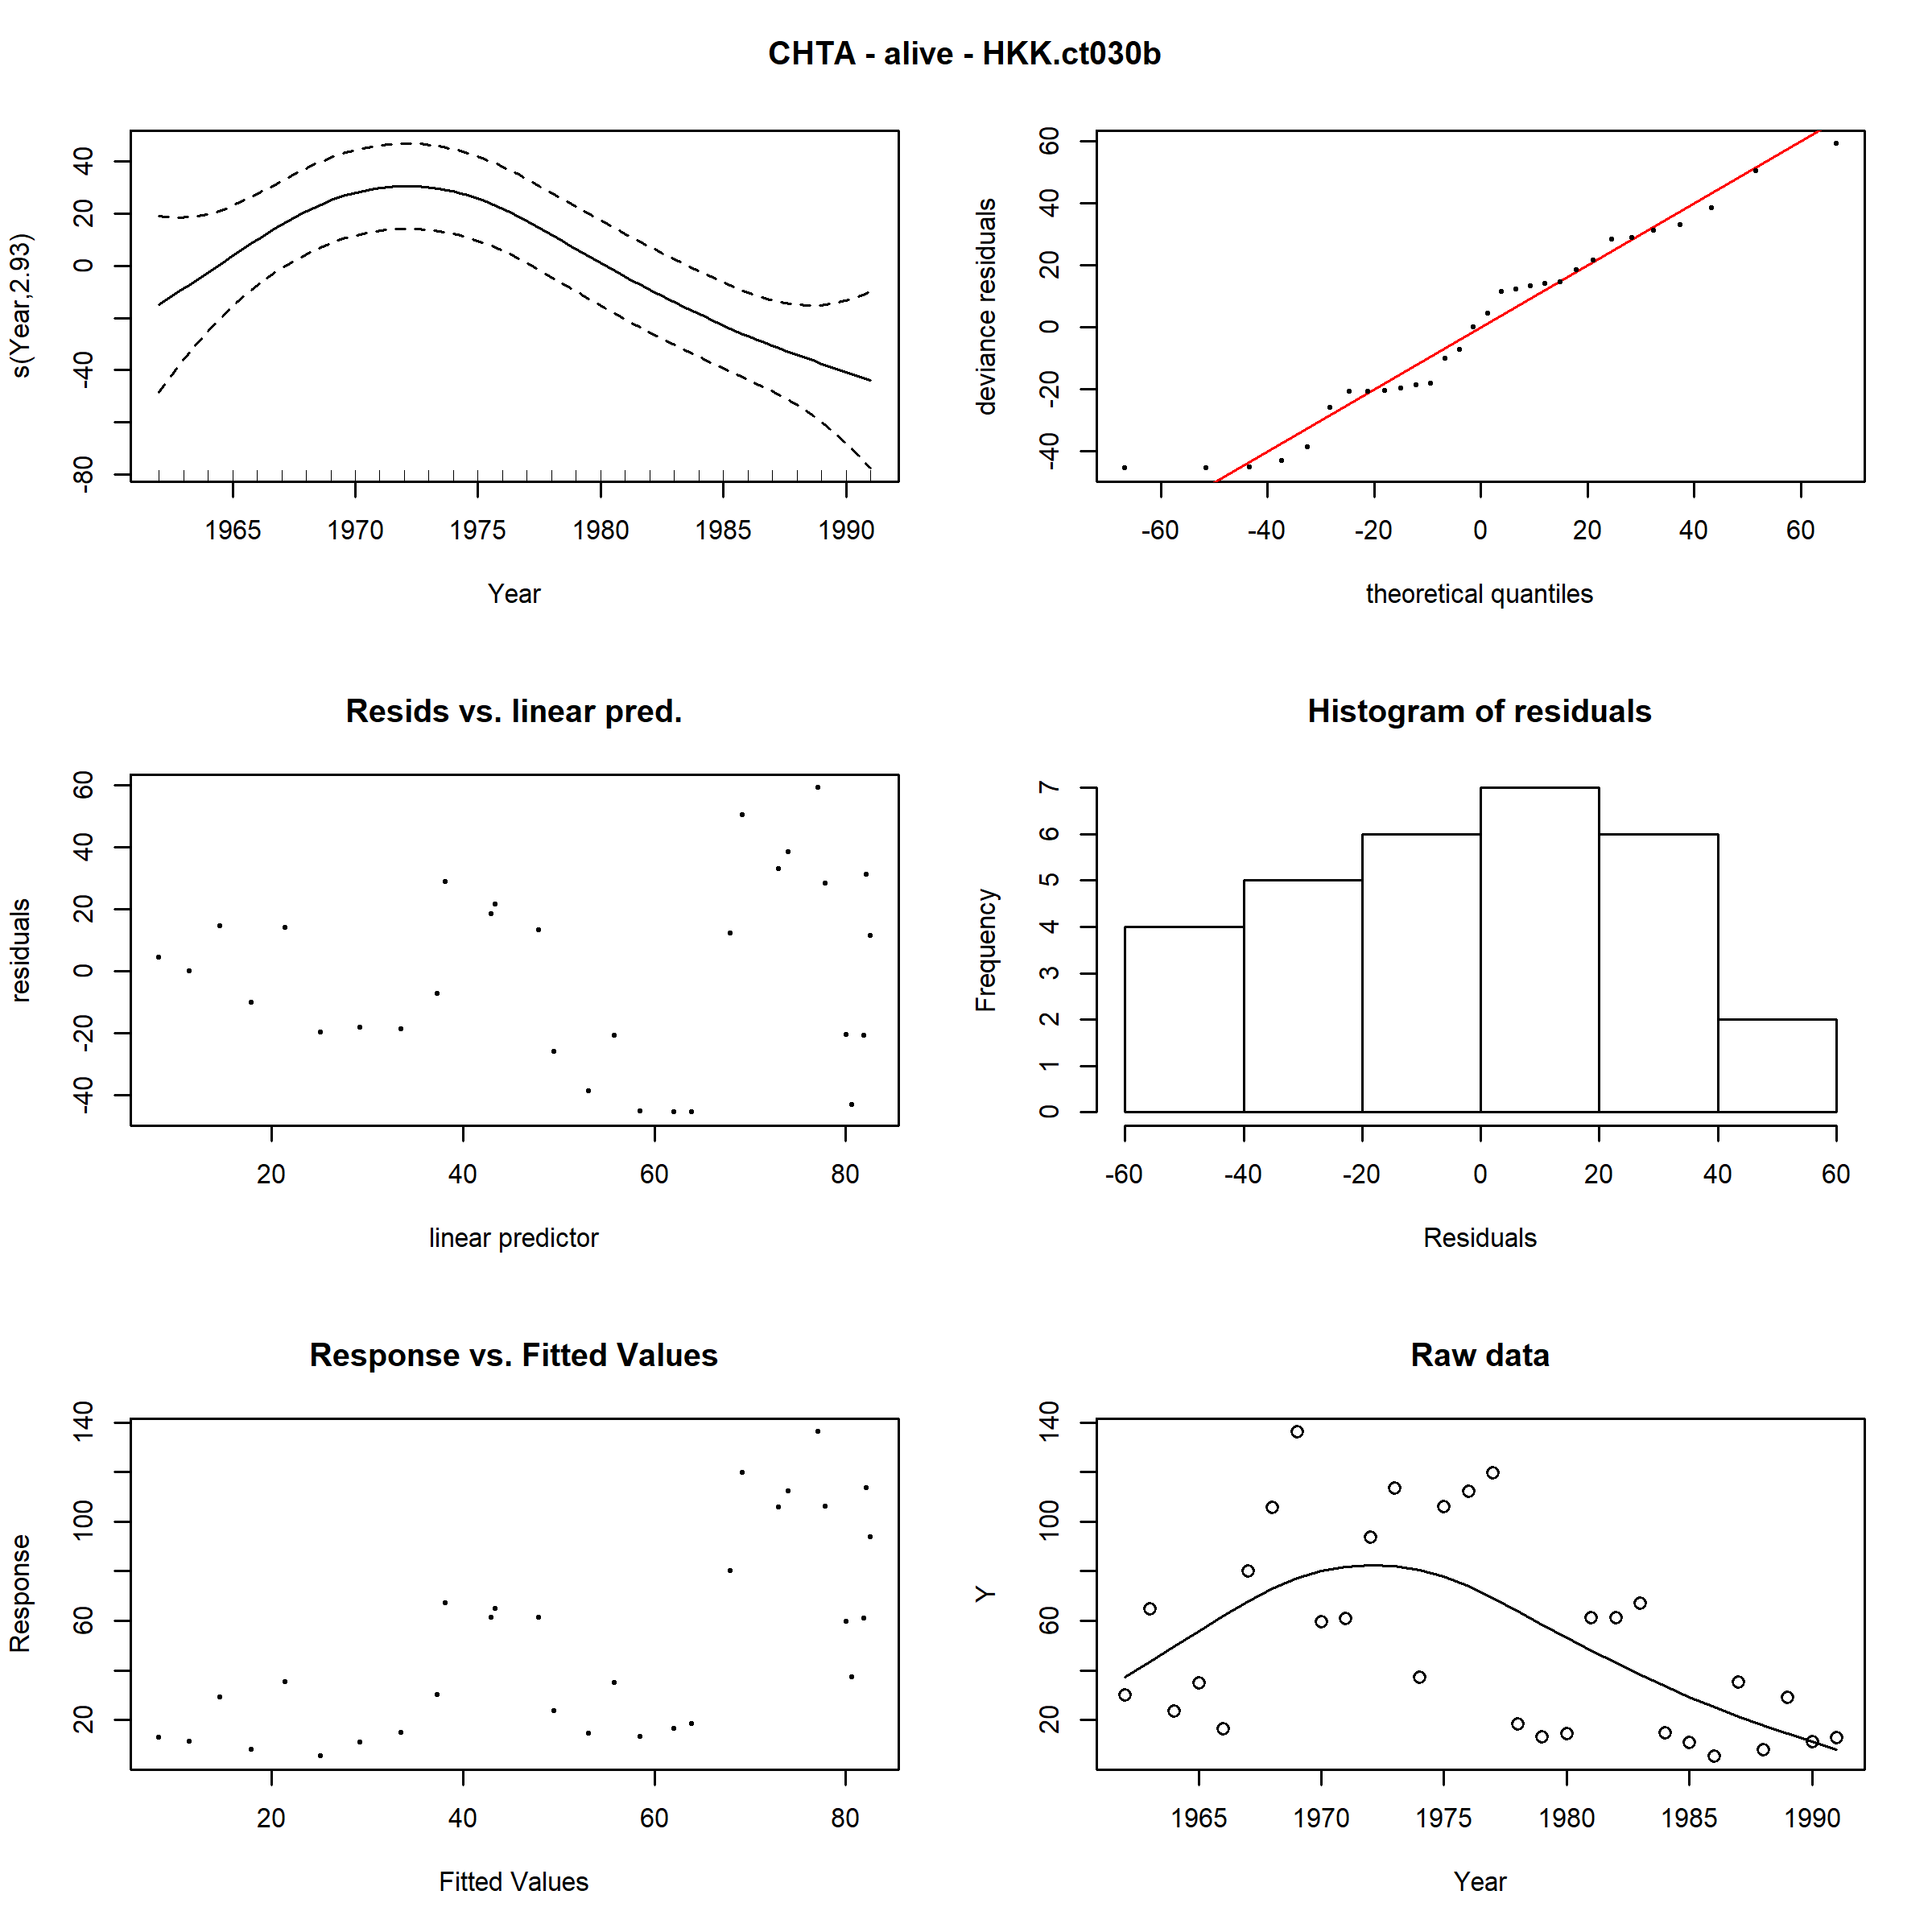 CHTA - alive - HKK.ct030b
s(Year,2.93)
-80 -40 0 20 40
1965 1970 1975 1980 1985 1990
Year
deviance residuals
-40 -20 0 20 40 60
-60 -40 -20 0 20 40 60
theoretical quantiles
Resids vs. linear pred.
residuals
-40 -20 0 20 40 60
20 40 60 80
linear predictor
Histogram of residuals
Frequency
0 1 2 3 4 5 6 7
-60 -40 -20 0 20 40 60
Residuals
Response vs. Fitted Values
Response
20 60 100 140
20 40 60 80
Fitted Values
Raw data
Y
20 60 100 140
1965 1970 1975 1980 1985 1990
Year